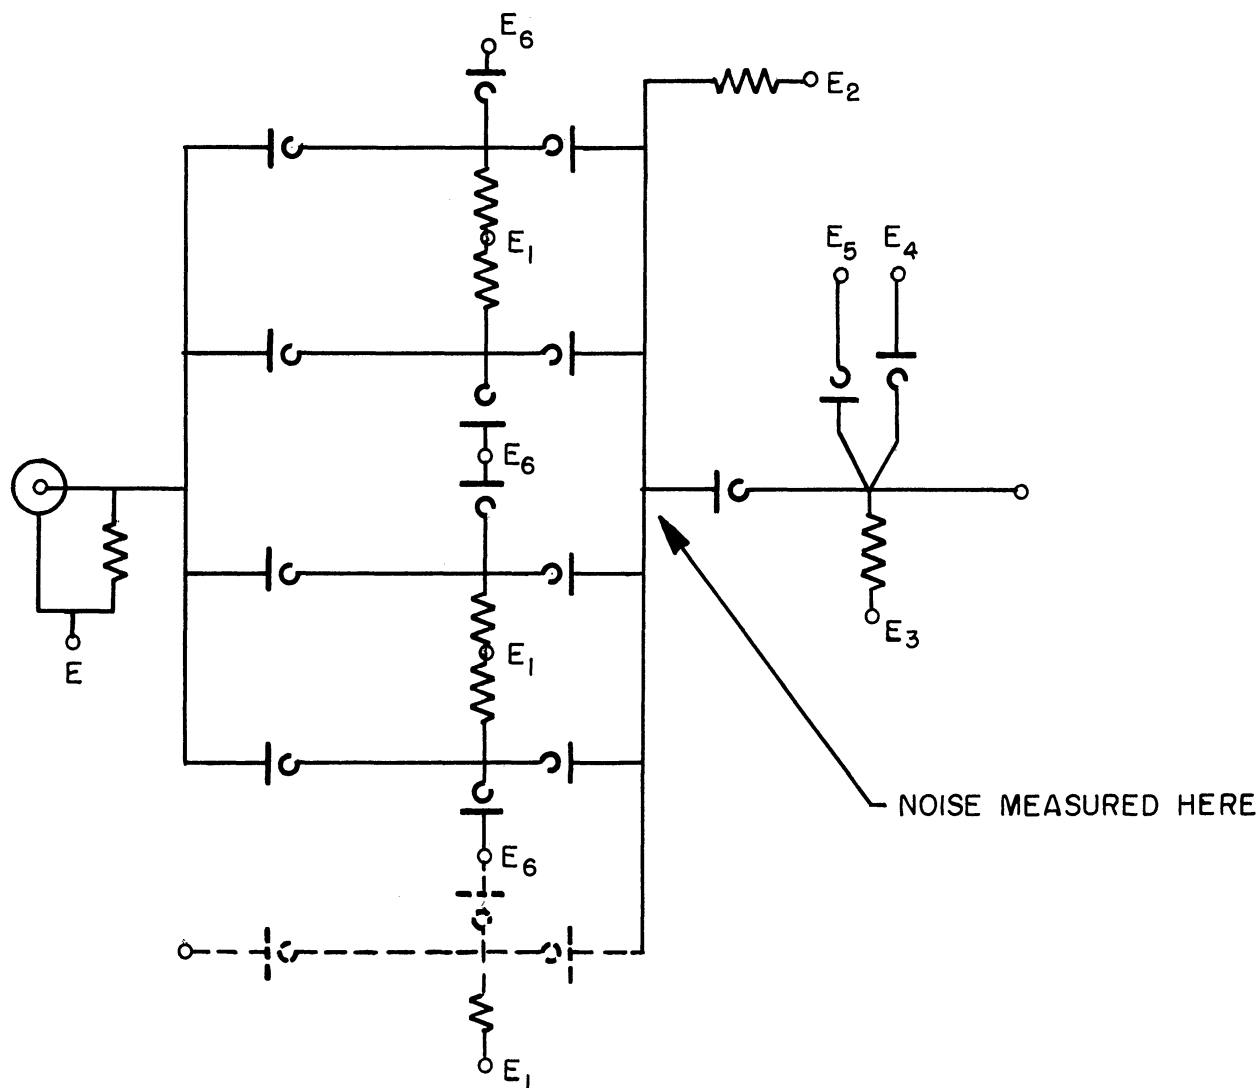 E₆
E₂
E₁
E₅ E₄
E₆
E₃
E₁
E
NOISE MEASURED HERE
E₆
E₁